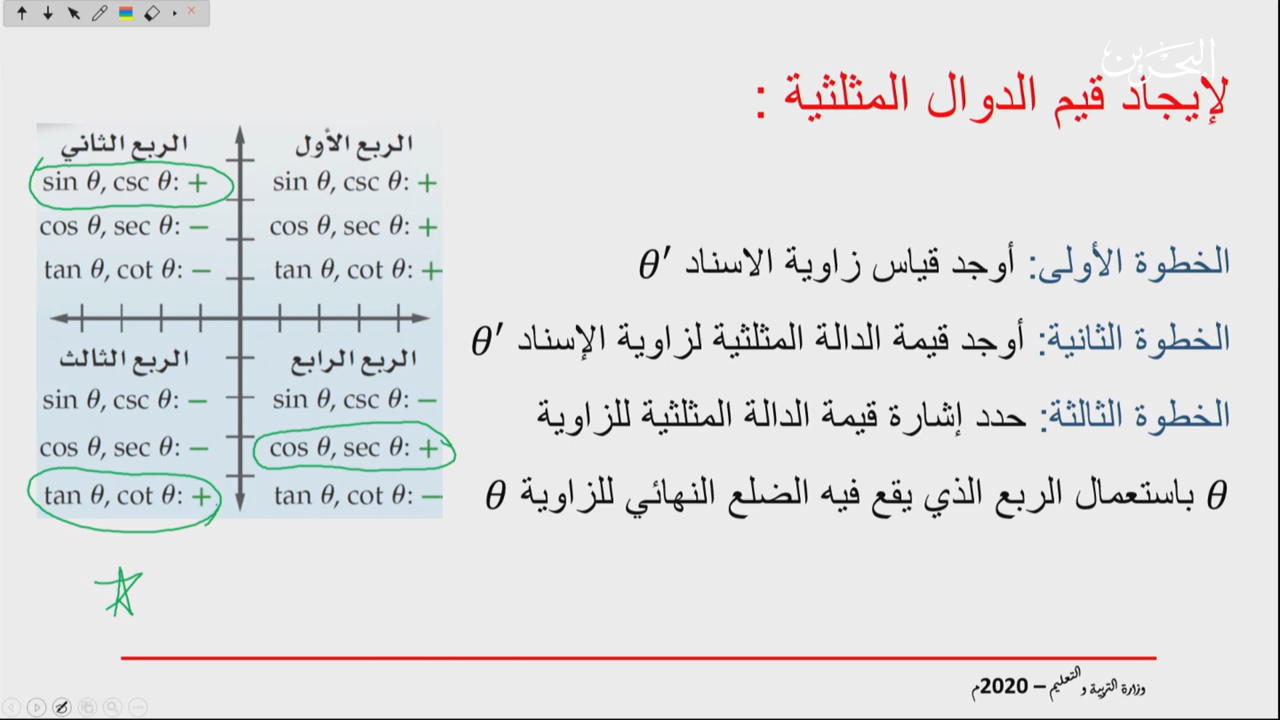 البحرين
لإيجاد قيم الدوال المثلثية :
الربع الأول
sin θ, csc θ: +
cos θ, sec θ: +
tan θ, cot θ: +
الربع الثاني
sin θ, csc θ: +
cos θ, sec θ: −
tan θ, cot θ: −
الربع الثالث
sin θ, csc θ: −
cos θ, sec θ: −
tan θ, cot θ: +
الربع الرابع
sin θ, csc θ: −
cos θ, sec θ: +
tan θ, cot θ: −
الخطوة الأولى: أوجد قياس زاوية الاسناد θ′
الخطوة الثانية: أوجد قيمة الدالة المثلثية لزاوية الإسناد θ′
الخطوة الثالثة: حدد إشارة قيمة الدالة المثلثية للزاوية
θ باستعمال الربع الذي يقع فيه الضلع النهائي للزاوية θ
وزارة التربية و التعليم – 2020م